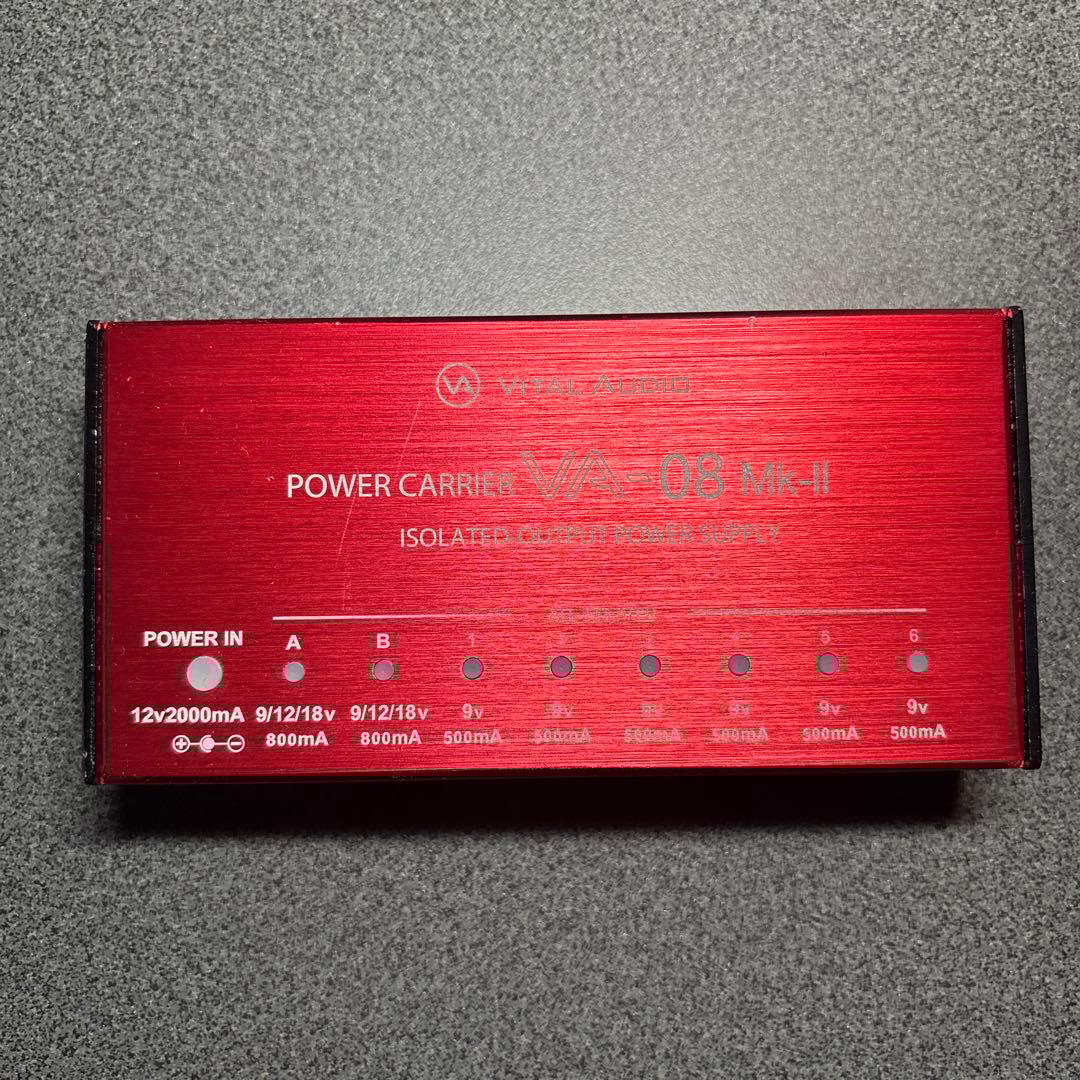 VA VITAL AUDIO
POWER CARRIER VA-08 Mk-II
ISOLATED-OUTPUT POWER SUPPLY
POWER IN A B 1 2 3 4 5 6
12v2000mA 9/12/18v 9/12/18v 9v 9v 9v 9v 9v 9v
800mA 800mA 500mA 500mA 500mA 500mA 500mA 500mA